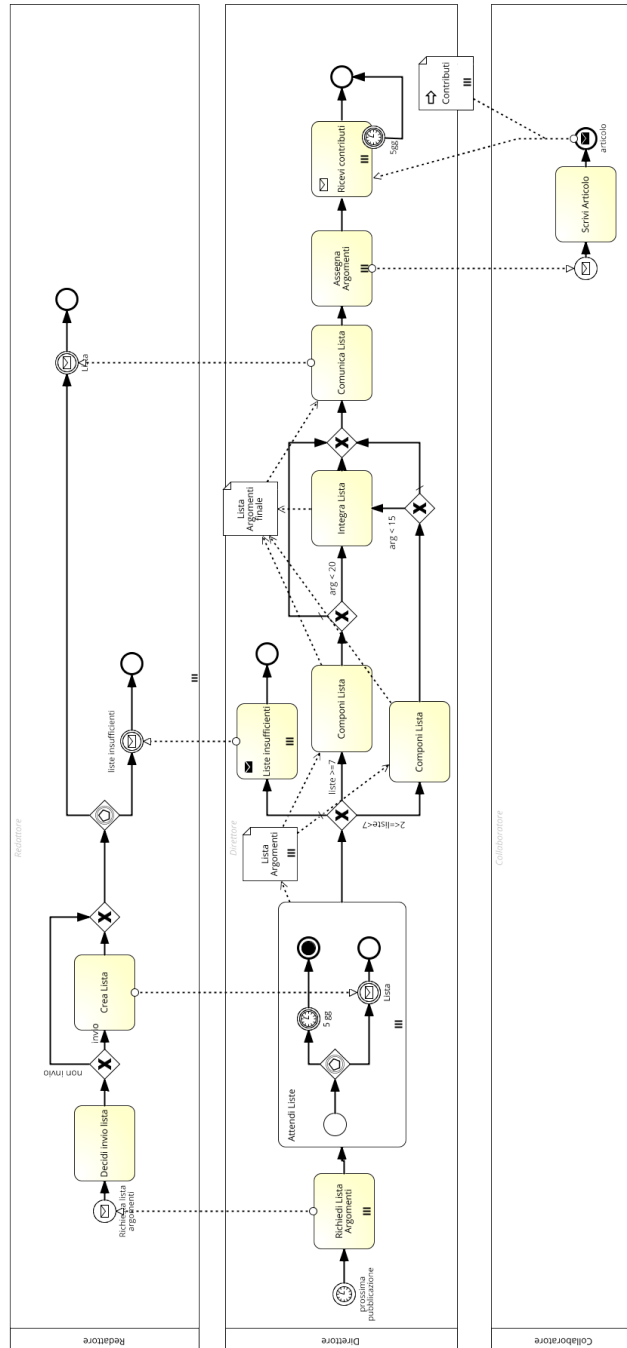 Redattore
Redattore
Richiesta lista
argomenti
Decidi invio lista
non invio
invio
Crea Lista
liste insufficienti
Lista
Direttore
Direttore
prossima
pubblicazione
Richiedi Lista
Argomenti
Attendi Liste
5 gg
Lista
Lista
Argomenti
Liste insufficienti
liste >=7
2<=liste<7
Componi Lista
Componi Lista
arg < 20
arg < 15
Lista
Argomenti
finale
Integra Lista
Comunica Lista
Assegna
Argomenti
Ricevi contributi
5gg
Collaboratore
Collaboratore
Contributi
Scrivi Articolo
articolo